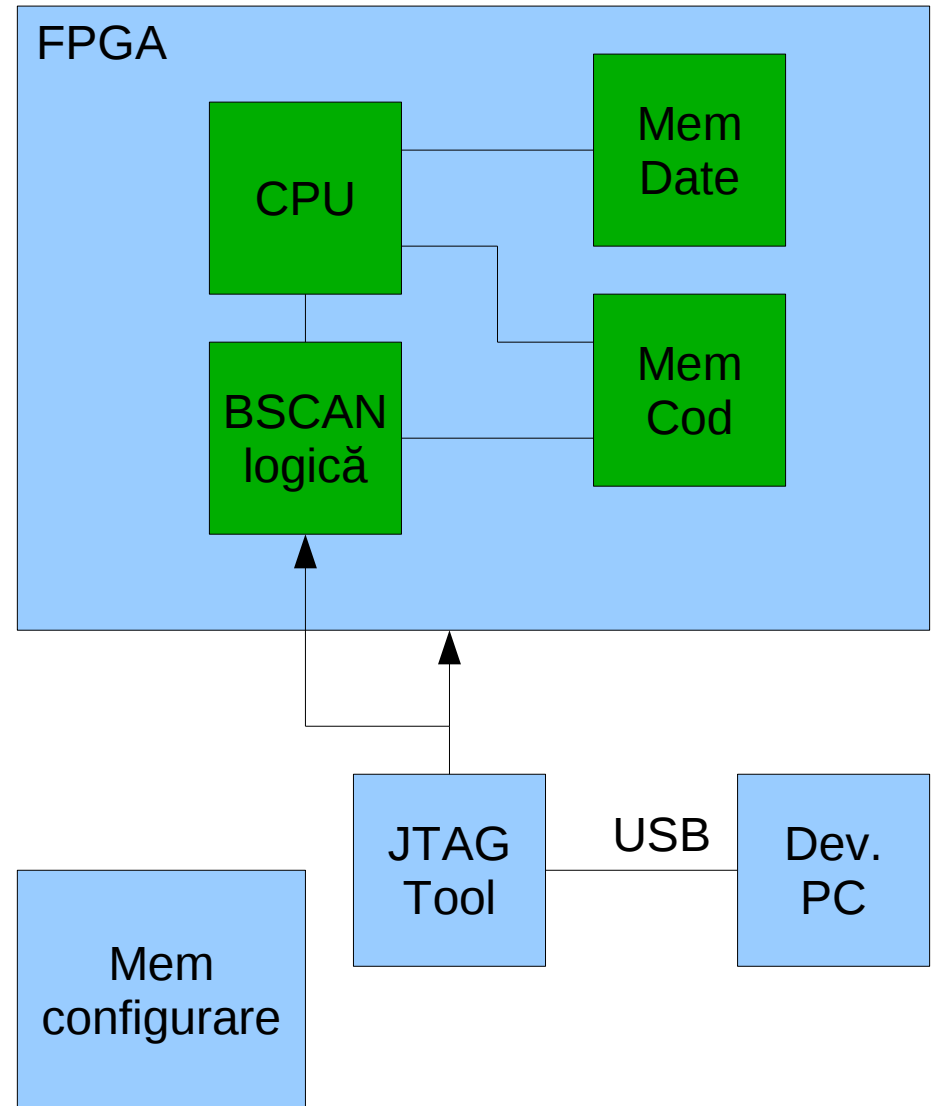 FPGA
CPU
Mem
Date
BSCAN
logică
Mem
Cod
JTAG
Tool
USB
Dev.
PC
Mem
configurare